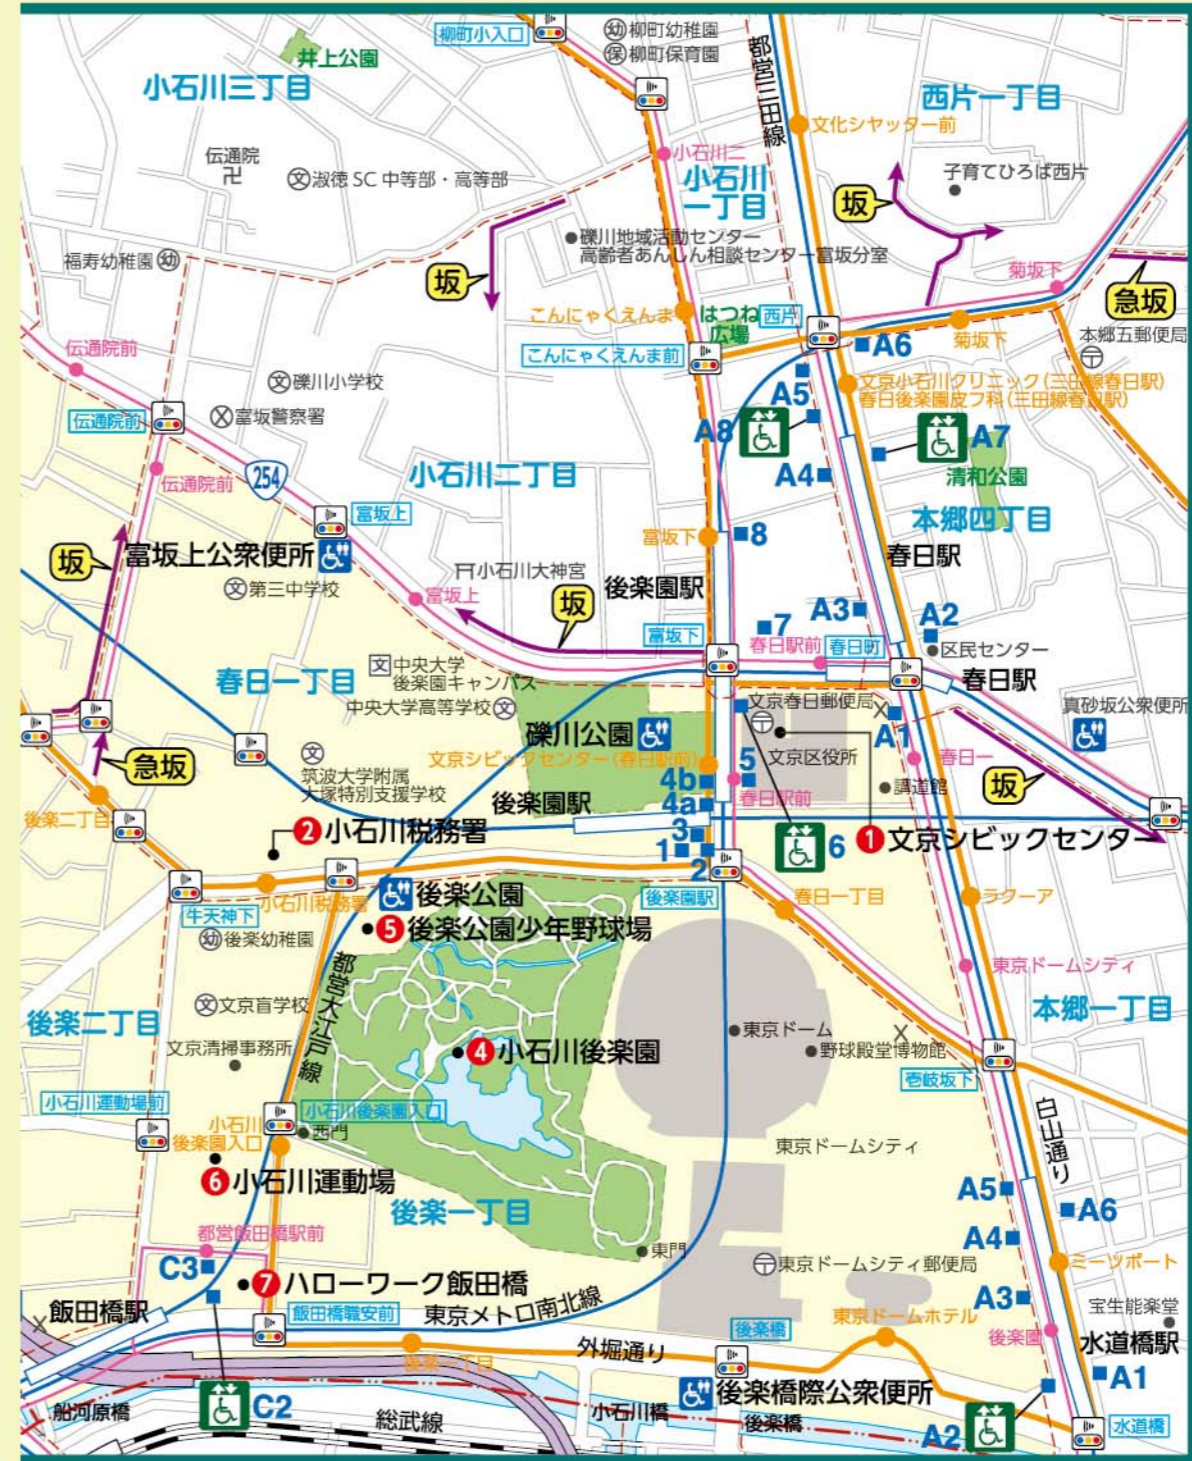 柳町小入口
幼 柳町幼稚園
保 柳町保育園
井上公園
小石川三丁目
都営三田線
西片一丁目
文化シヤッター前
伝通院
文 淑徳 SC 中等部・高等部
小石川二
小石川
一丁目
坂
子育てひろば西片
礫川地域活動センター
高齢者あんしん相談センター富坂分室
福寿幼稚園 幼
坂
菊坂下
急坂
こんにゃくえんま
はつね
広場
西片
こんにゃくえんま前
A6
菊坂下
本郷五郵便局
伝通院前
文 礫川小学校
A5
文京小石川クリニック(三田線春日駅)
春日後楽園皮フ科(三田線春日駅)
伝通院前
富坂警察署
A8
A7
254
小石川二丁目
A4
清和公園
伝通院前
富坂上
本郷四丁目
富坂下
8
坂
富坂上公衆便所
春日駅
文 第三中学校
小石川大神宮
後楽園駅
富坂上
坂
A3
A2
7
富坂下
春日駅前
春日町
区民センター
文 中央大学
後楽園キャンパス
春日一丁目
春日駅
中央大学高等学校 文
文京春日郵便局
真砂坂公衆便所
礫川公園
A1
急坂
文
筑波大学附属
大塚特別支援学校
文京シビックセンター(春日駅前)
文京区役所
春日一
5
4b
春日駅前
講道館
坂
後楽園駅
4a
後楽二丁目
2 小石川税務署
3
1
2
6
1 文京シビックセンター
牛天神下
小石川税務署
後楽公園
後楽園駅
春日一丁目
ラクーア
幼 後楽幼稚園
5 後楽公園少年野球場
都営大江戸線
東京ドームシティ
後楽二丁目
文 文京盲学校
本郷一丁目
文京清掃事務所
4 小石川後楽園
東京ドーム
野球殿堂博物館
壱岐坂下
小石川運動場前
小石川
後楽園入口
小石川後楽園入口
西門
白山通り
東京ドームシティ
6 小石川運動場
A5
後楽一丁目
A6
都営飯田橋駅前
A4
C3
東門
東京ドームシティ郵便局
ミーツポート
7 ハローワーク飯田橋
A3
飯田橋駅
飯田橋職安前
東京メトロ南北線
東京ドームホテル
宝生能楽堂
後楽橋
後楽園
水道橋駅
外堀通り
後楽一丁目
A1
後楽橋際公衆便所
C2
船河原橋
総武線
小石川橋
後楽橋
A2
水道橋